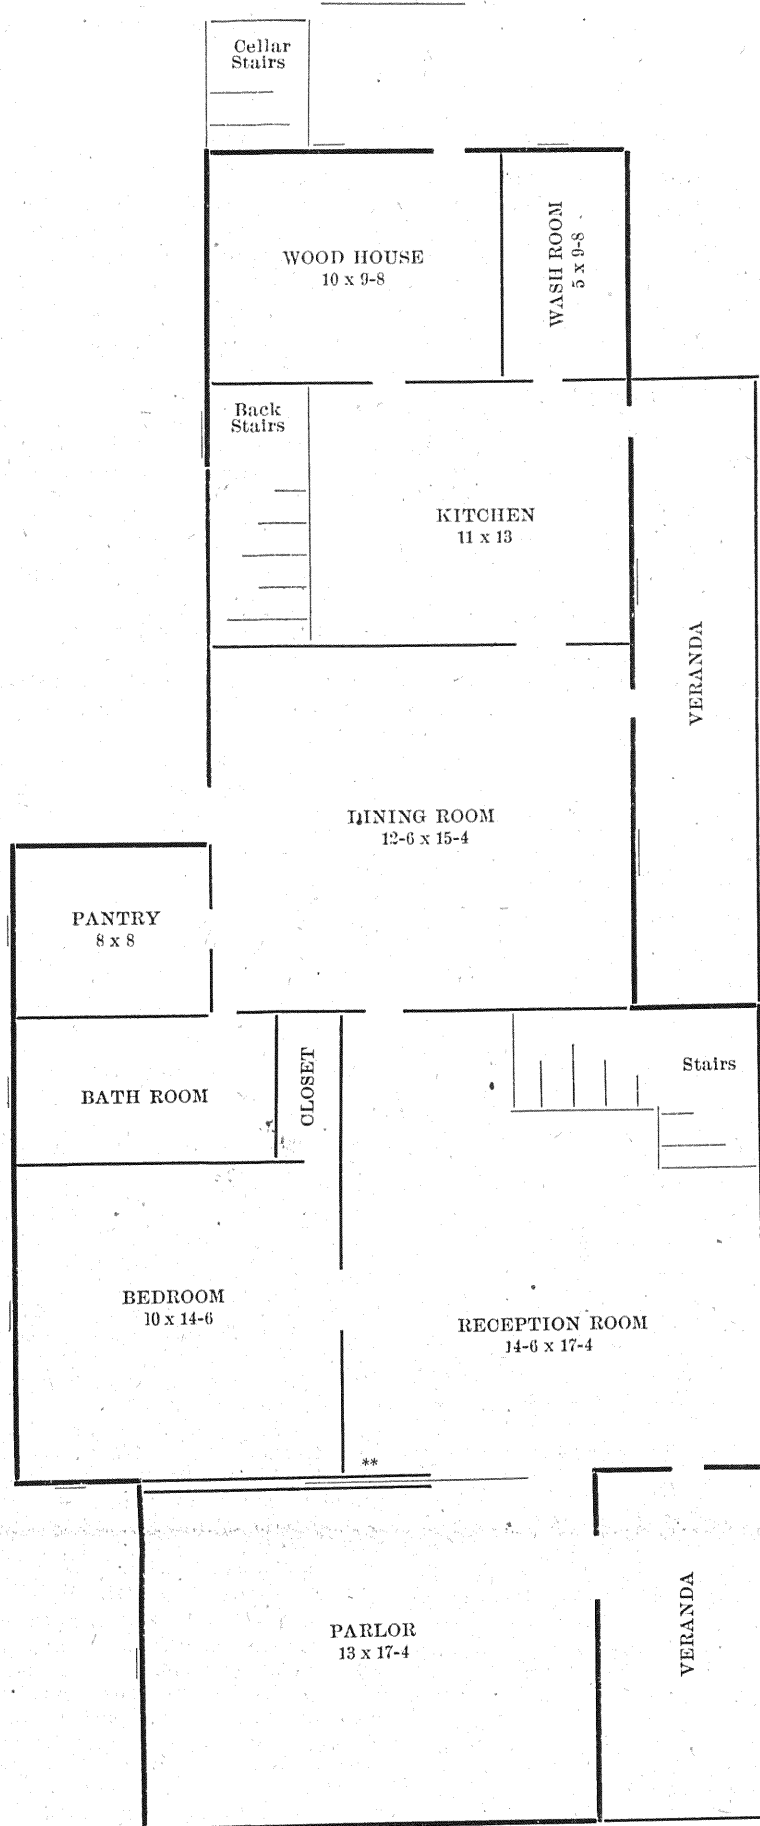 Cellar
Stairs
WOOD HOUSE
10 x 9-8
WASH ROOM
5 x 9-8
Back
Stairs
KITCHEN
11 x 13
VERANDA
DINING ROOM
12-6 x 15-4
PANTRY
8 x 8
BATH ROOM
CLOSET
Stairs
BEDROOM
10 x 14-6
RECEPTION ROOM
14-6 x 17-4
**
PARLOR
13 x 17-4
VERANDA